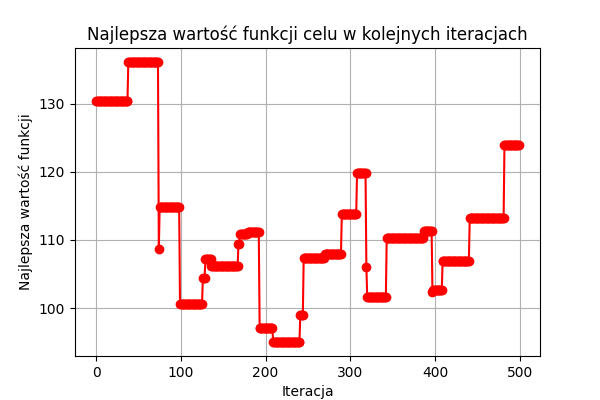 Najlepsza wartość funkcji celu w kolejnych iteracjach
Najlepsza wartość funkcji
130
120
110
100
0 100 200 300 400 500
Iteracja